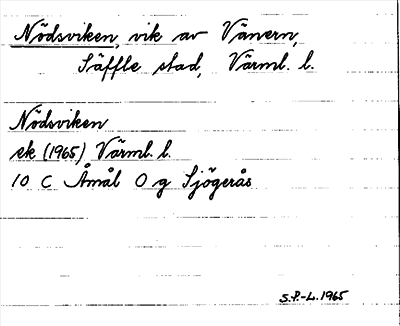 Nödsviken, vik av Vänern,
Säffle stad, Värml. l.
Nödsviken
ek (1965) Värml. l.
10 C Åmål O g Sjögerås
S.P.-L. 1965